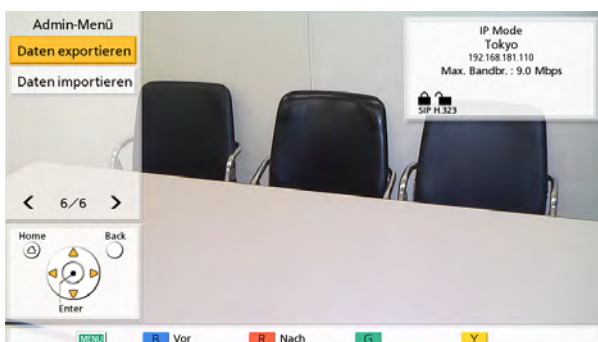 Admin-Menü
Daten exportieren
Daten importieren
6/6
Home
Back
Enter
IP Mode
Tokyo
192.168.181.110
Max. Bandbr. : 9.0 Mbps
SIP H.323
MENU B Vor R Nach G Y